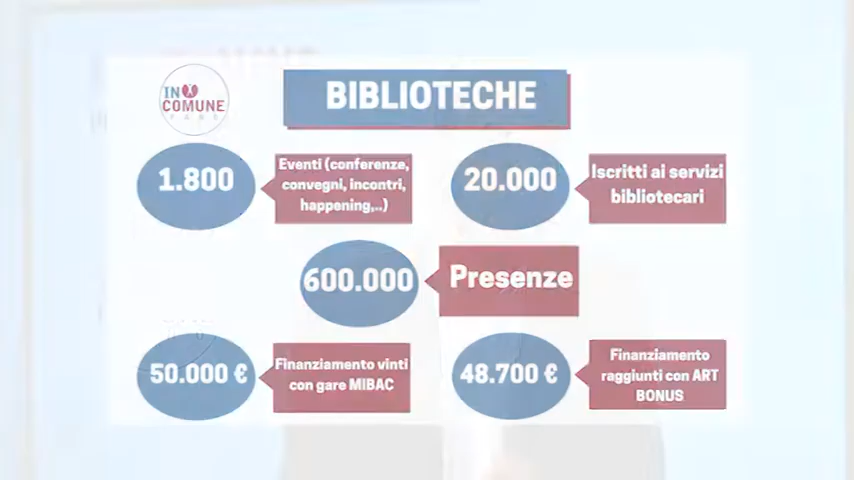 IN
COMUNE
BIBLIOTECHE
1.800
Eventi (conferenze,
convegni, incontri,
happening,..)
20.000
Iscritti ai servizi
bibliotecari
600.000
Presenze
50.000 €
Finanziamento vinti
con gare MIBAC
48.700 €
Finanziamento
raggiunti con ART
BONUS